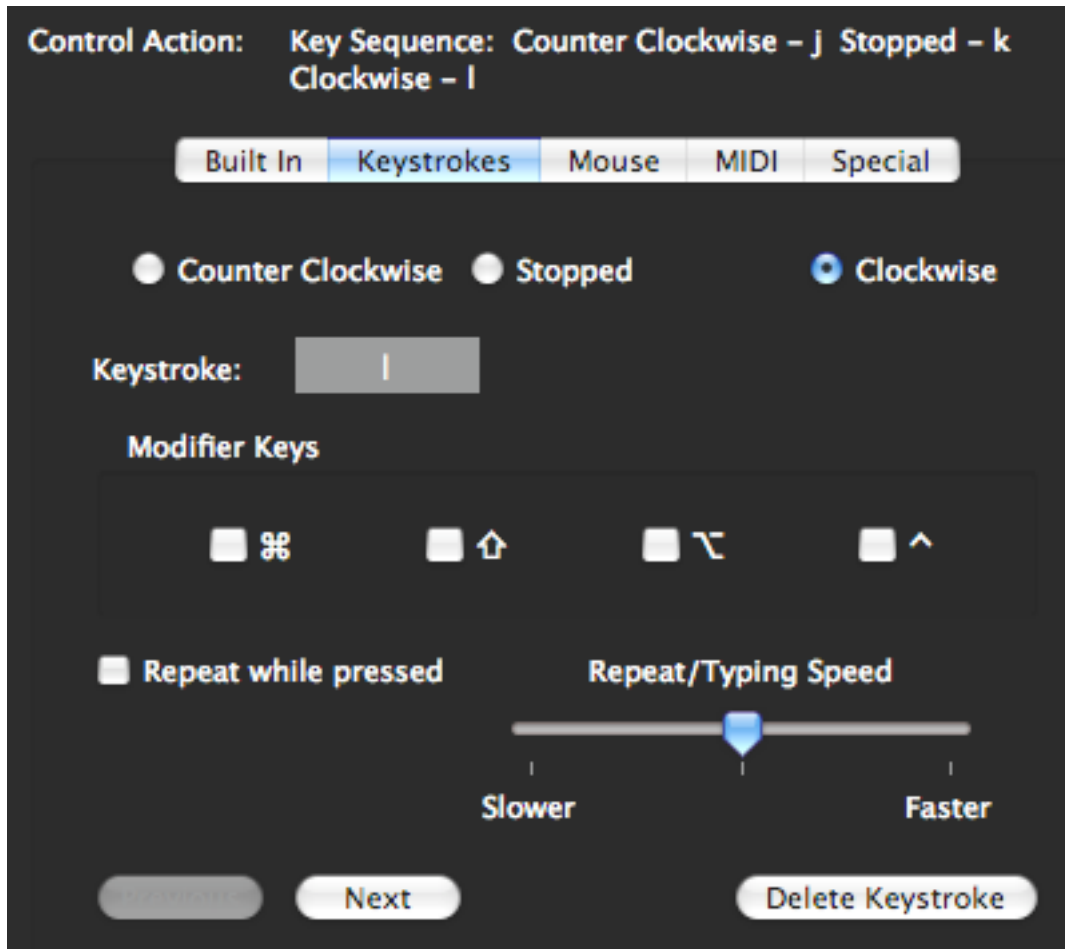 Control Action: Key Sequence: Counter Clockwise – j Stopped – k
Clockwise – l
Built In Keystrokes Mouse MIDI Special
Counter Clockwise Stopped Clockwise
Keystroke: l
Modifier Keys
⌘ ⇧ ⌥ ^
Repeat while pressed Repeat/Typing Speed
Slower Faster
Previous Next Delete Keystroke